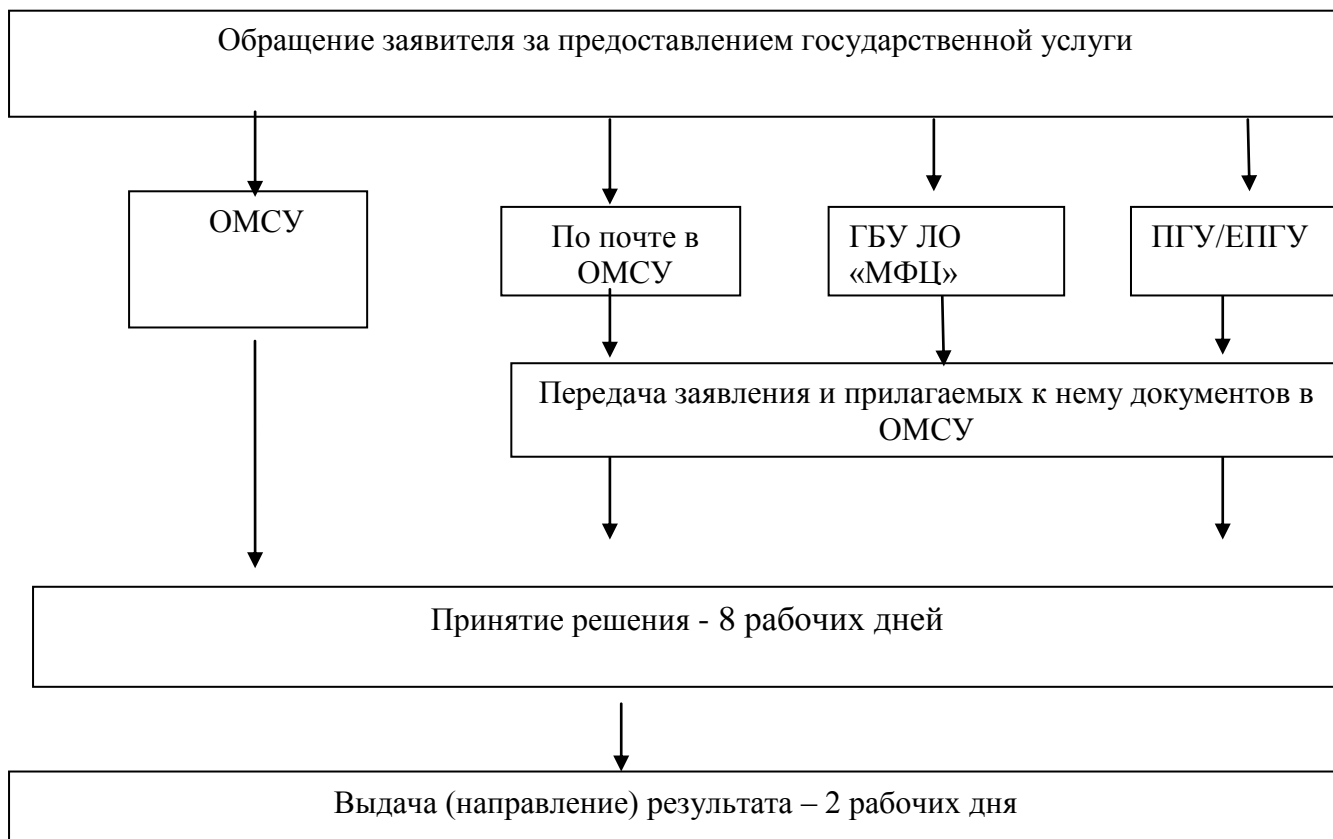 Обращение заявителя за предоставлением государственной услуги
ОМСУ
По почте в
ОМСУ
ГБУ ЛО
«МФЦ»
ПГУ/ЕПГУ
Передача заявления и прилагаемых к нему документов в
ОМСУ
Принятие решения - 8 рабочих дней
Выдача (направление) результата – 2 рабочих дня